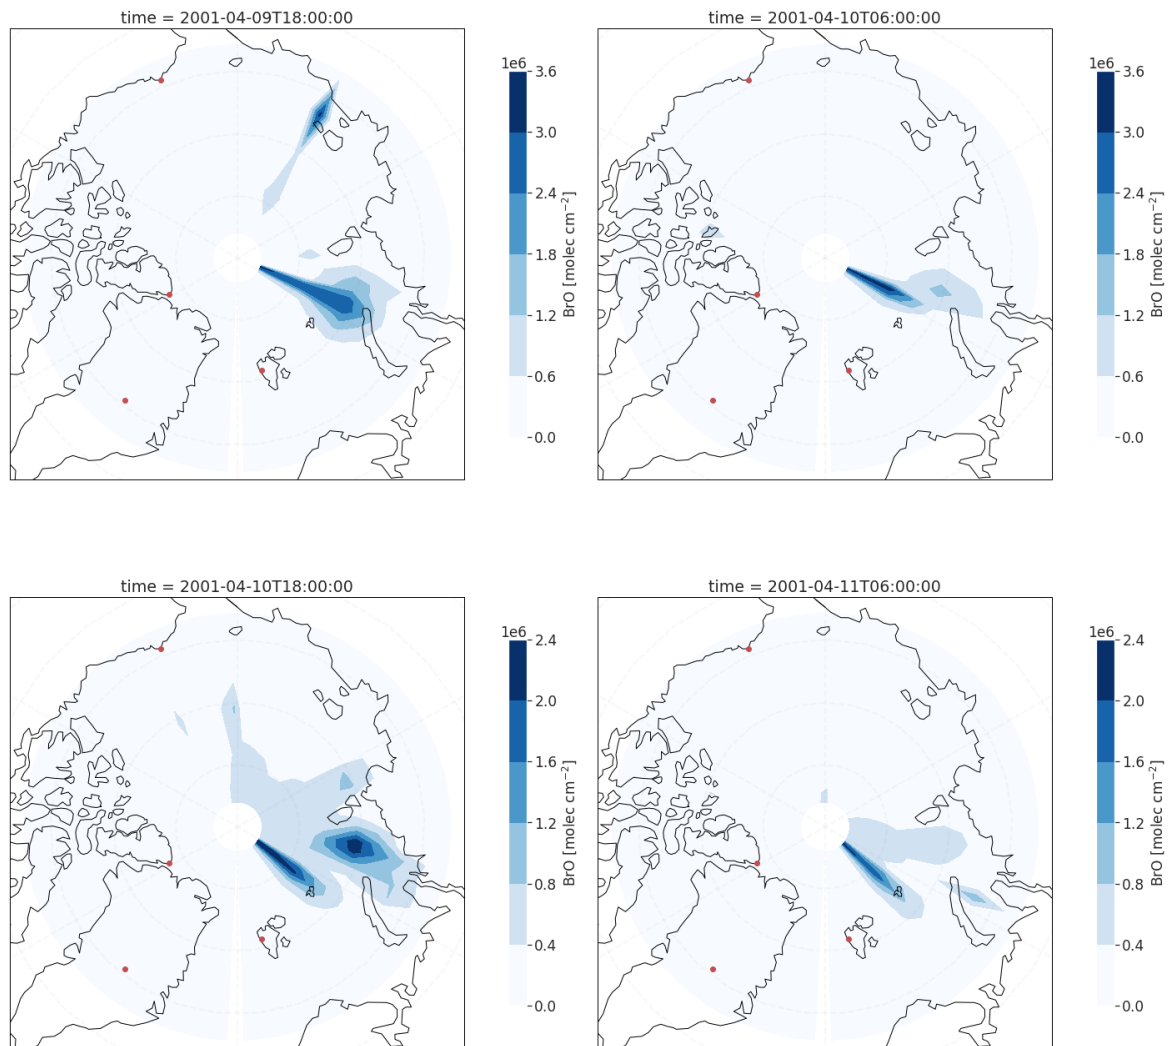 time = 2001-04-09T18:00:00
1e6
3.6
3.0
2.4
1.8
1.2
0.6
0.0
BrO [molec cm⁻²]
time = 2001-04-10T06:00:00
1e6
3.6
3.0
2.4
1.8
1.2
0.6
0.0
BrO [molec cm⁻²]
time = 2001-04-10T18:00:00
1e6
2.4
2.0
1.6
1.2
0.8
0.4
0.0
BrO [molec cm⁻²]
time = 2001-04-11T06:00:00
1e6
2.4
2.0
1.6
1.2
0.8
0.4
0.0
BrO [molec cm⁻²]